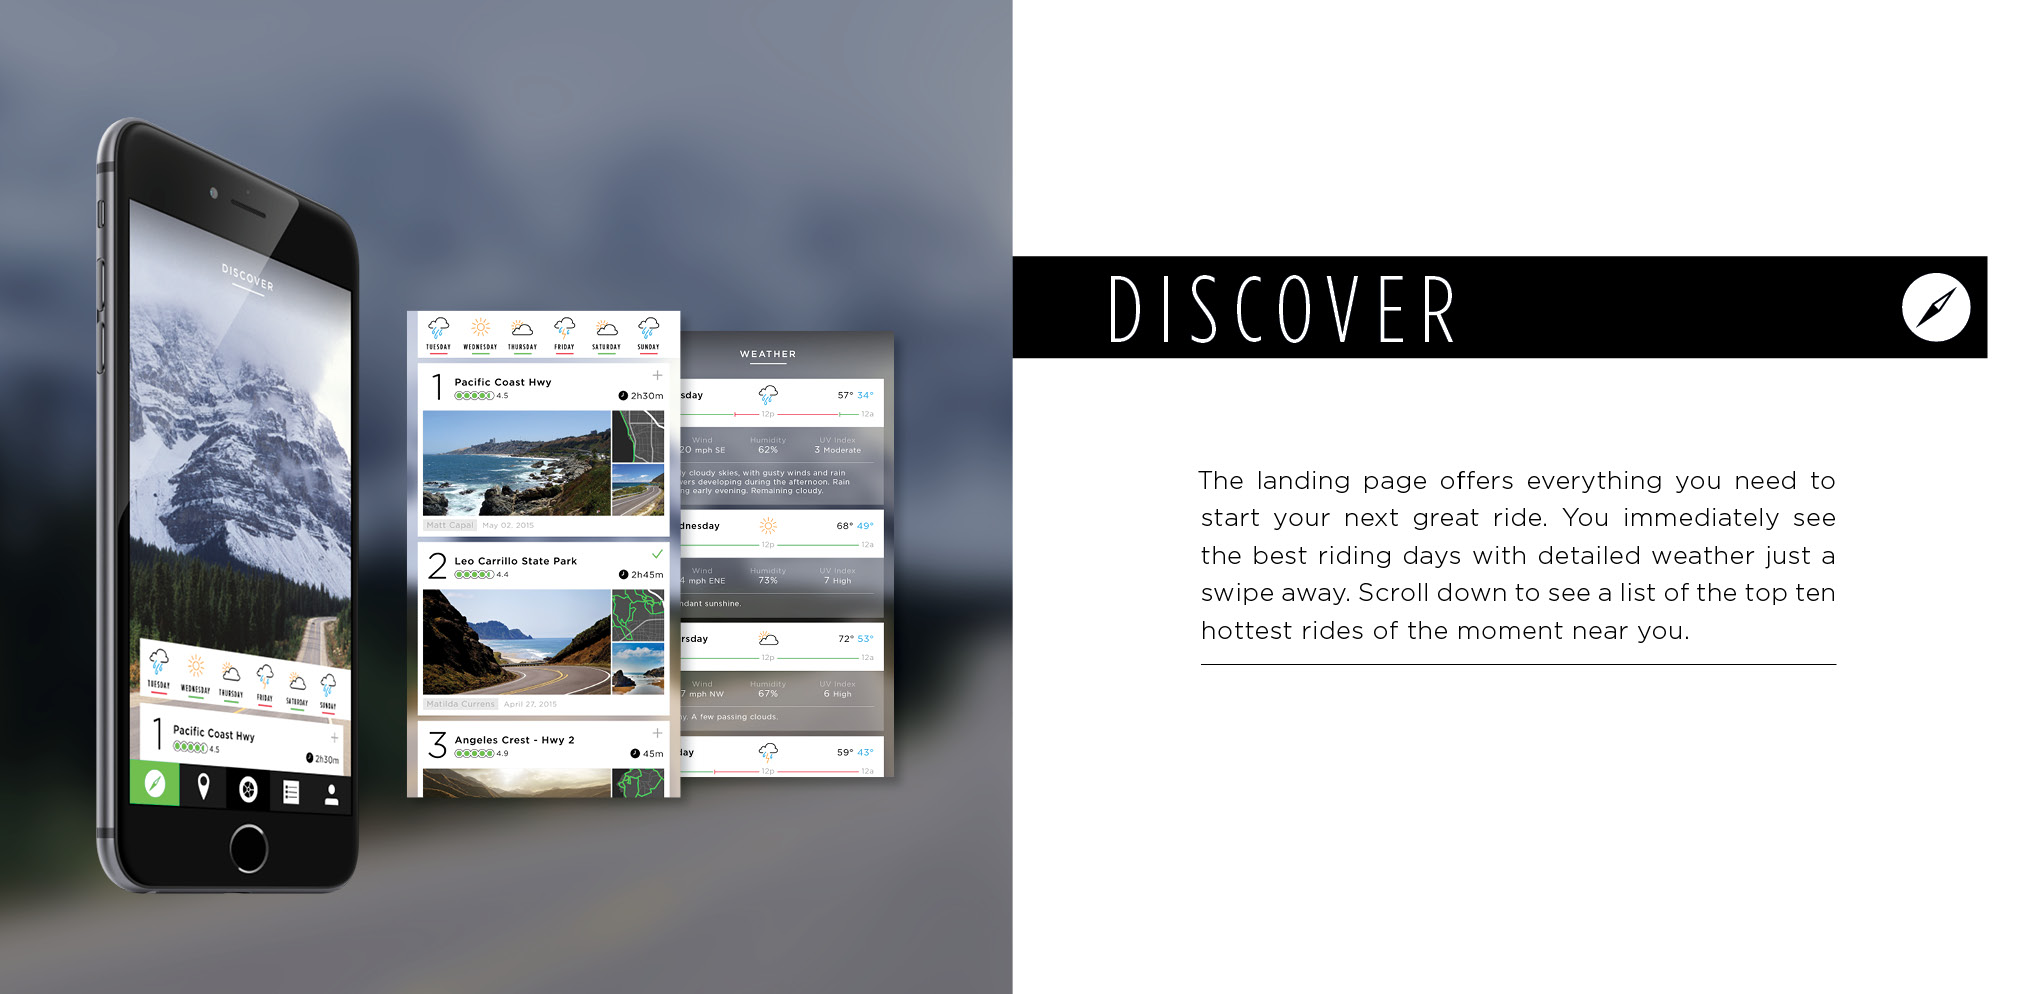 DISCOVER
TUESDAY WEDNESDAY THURSDAY FRIDAY SATURDAY SUNDAY
1 Pacific Coast Hwy
4.5
2h30m
TUESDAY WEDNESDAY THURSDAY FRIDAY SATURDAY SUNDAY
1 Pacific Coast Hwy
4.5 2h30m
Matt Capal May 02, 2015
2 Leo Carrillo State Park
4.4 2h45m
Matilda Currens April 27, 2015
3 Angeles Crest - Hwy 2
4.9 45m
WEATHER
sday 57° 34°
12p 12a
Wind Humidity UV Index
20 mph SE 62% 3 Moderate
ly cloudy skies, with gusty winds and rain
wers developing during the afternoon. Rain
ng early evening. Remaining cloudy.
dnesday 68° 49°
12p 12a
Wind Humidity UV Index
4 mph ENE 73% 7 High
ndant sunshine.
rsday 72° 53°
12p 12a
Wind Humidity UV Index
7 mph NW 67% 6 High
ny. A few passing clouds.
day 59° 43°
12p 12a
DISCOVER
The landing page offers everything you need to
start your next great ride. You immediately see
the best riding days with detailed weather just a
swipe away. Scroll down to see a list of the top ten
hottest rides of the moment near you.